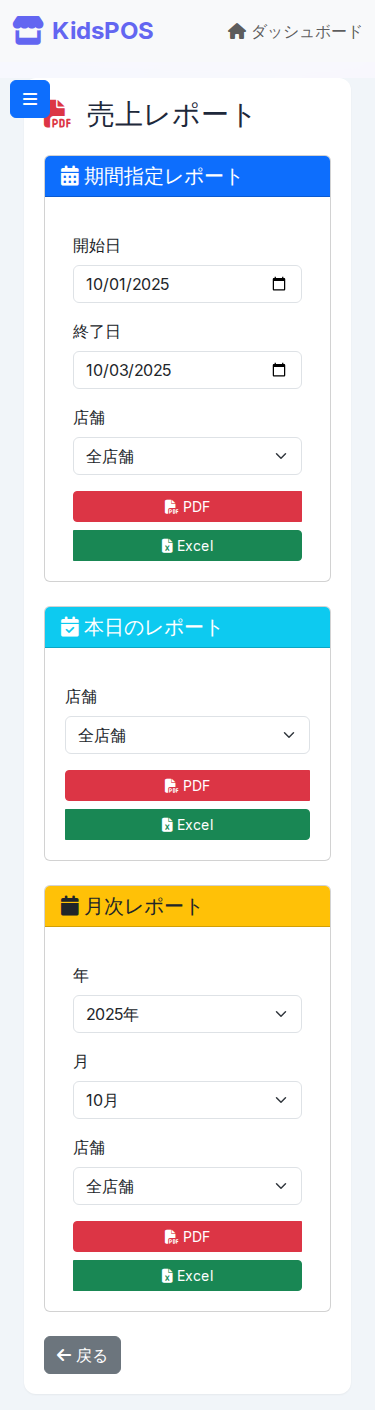 KidsPOS
ダッシュボード
売上レポート
期間指定レポート
開始日
10/01/2025
終了日
10/03/2025
店舗
全店舗
PDF
Excel
本日のレポート
店舗
全店舗
PDF
Excel
月次レポート
年
2025年
月
10月
店舗
全店舗
PDF
Excel
戻る